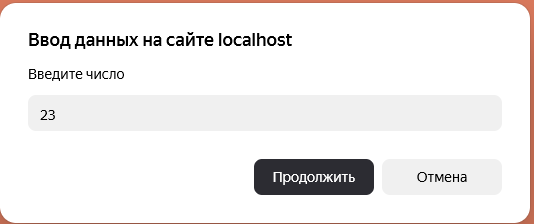 Ввод данных на сайте localhost
Введите число
23
Продолжить
Отмена